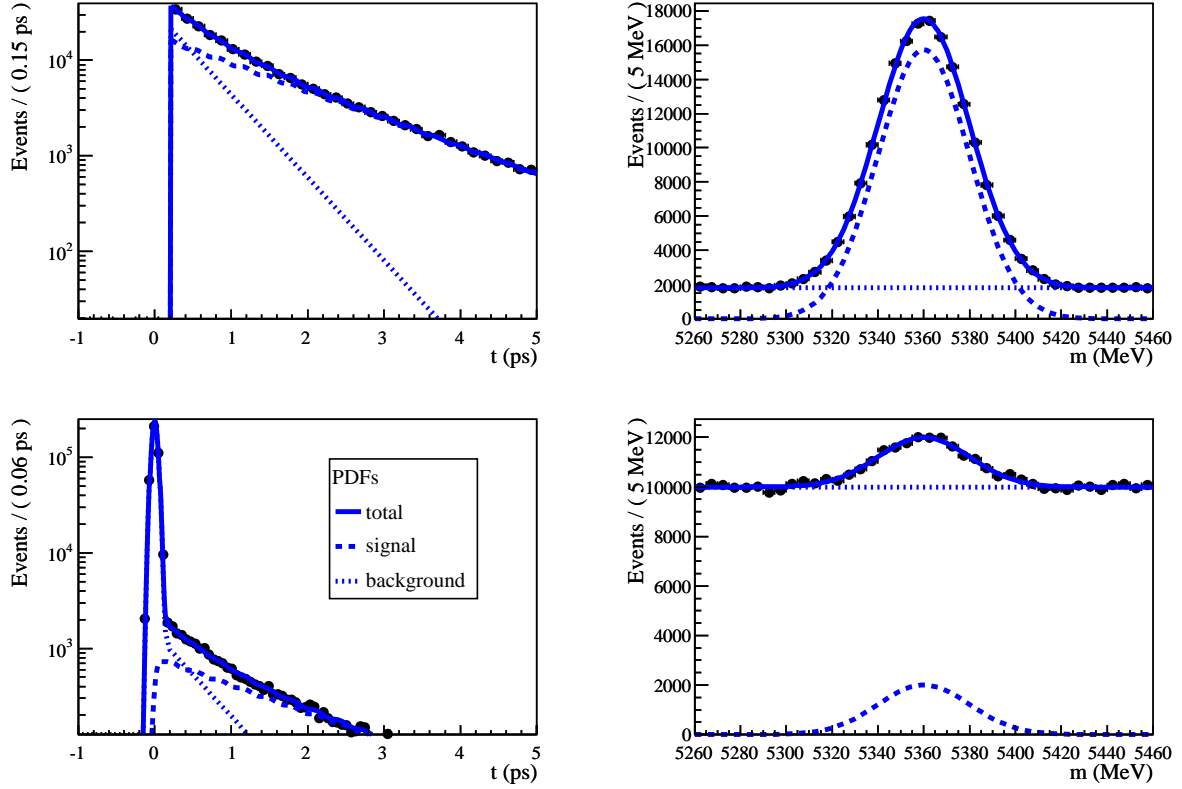 Events / ( 0.15 ps )
10^4
10^3
10^2
-1 0 1 2 3 4 5
t (ps)
Events / ( 5 MeV )
18000
16000
14000
12000
10000
8000
6000
4000
2000
0
5260 5280 5300 5320 5340 5360 5380 5400 5420 5440 5460
m (MeV)
Events / ( 0.06 ps )
10^5
10^4
10^3
-1 0 1 2 3 4 5
t (ps)
PDFs
total
signal
background
Events / ( 5 MeV )
12000
10000
8000
6000
4000
2000
0
5260 5280 5300 5320 5340 5360 5380 5400 5420 5440 5460
m (MeV)